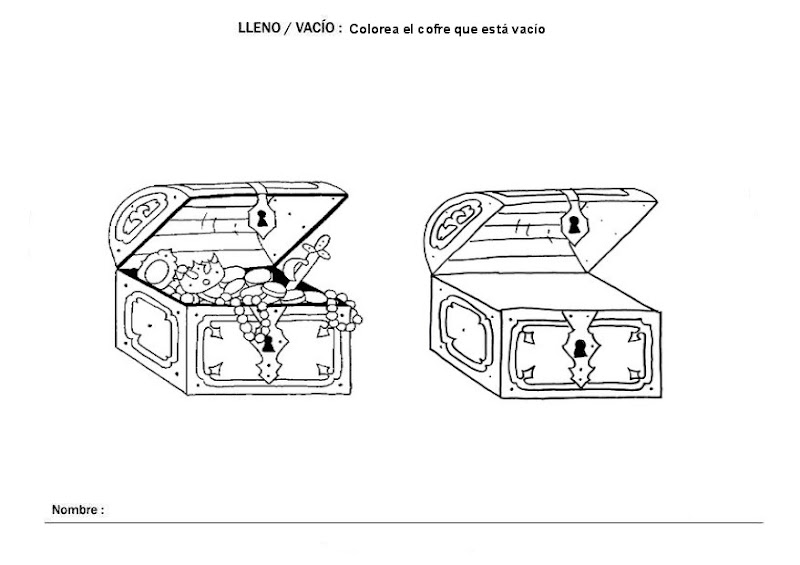 LLENO / VACÍO : Colorea el cofre que está vacío
Nombre :